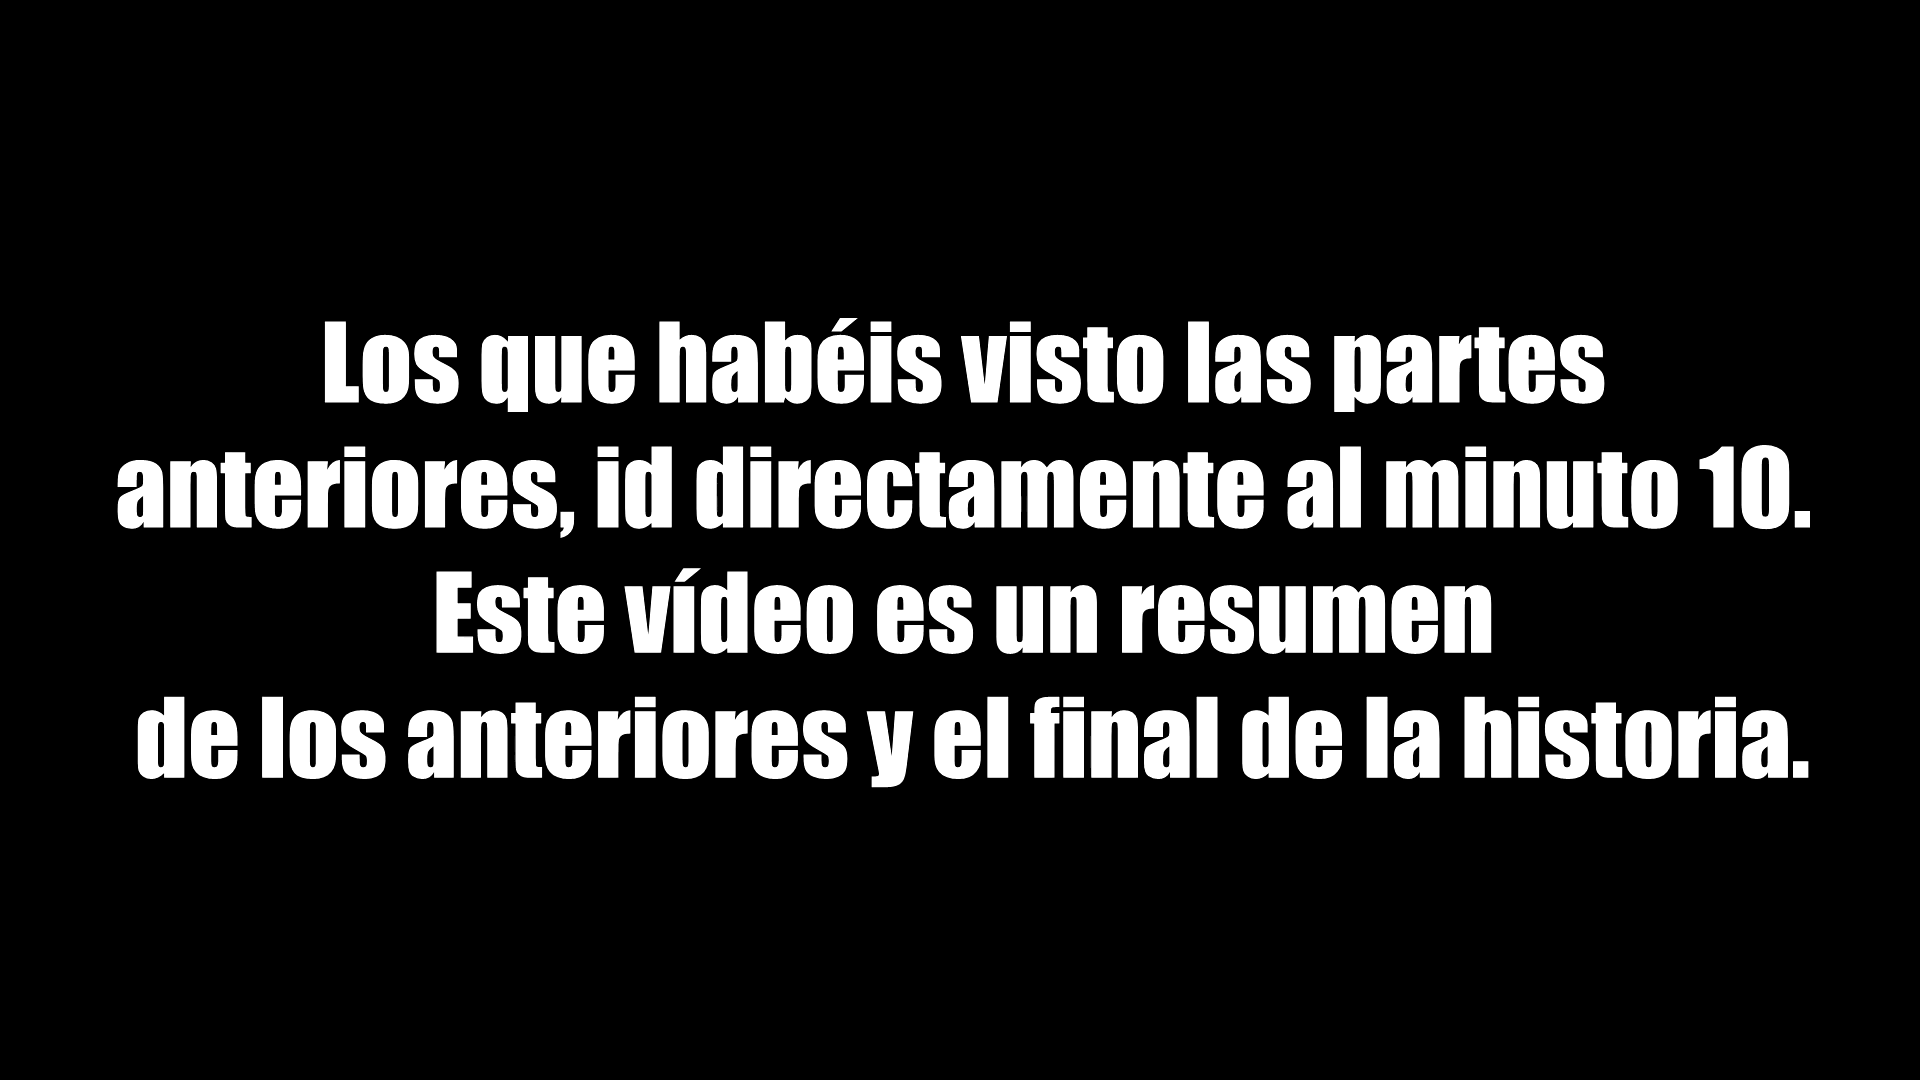 Los que habéis visto las partes
anteriores, id directamente al minuto 10.
Este vídeo es un resumen
de los anteriores y el final de la historia.